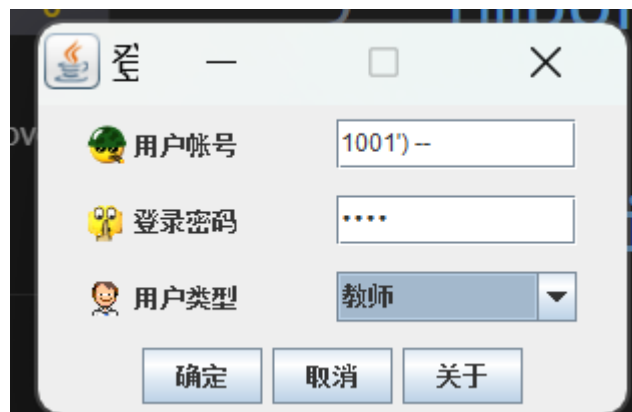 登
用户帐号
1001') --
登录密码
····
用户类型
教师
确定 取消 关于